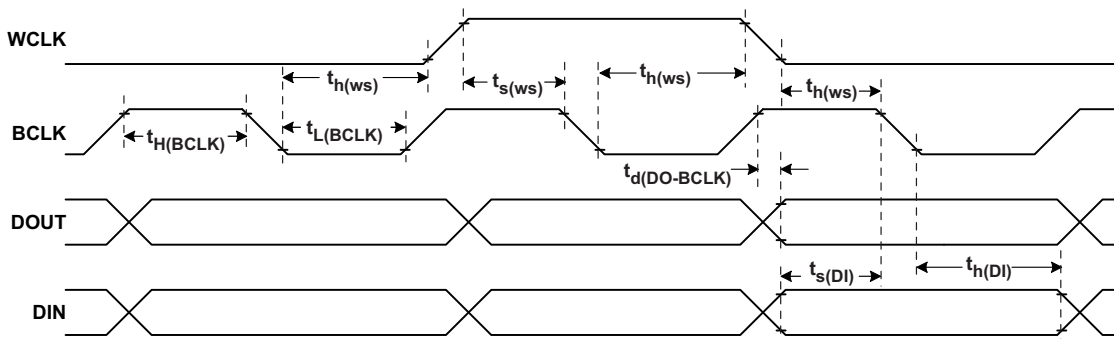 WCLK
t_h(ws)
t_s(ws)
t_h(ws)
t_h(ws)
BCLK
t_H(BCLK)
t_L(BCLK)
t_d(DO-BCLK)
DOUT
t_s(DI)
t_h(DI)
DIN